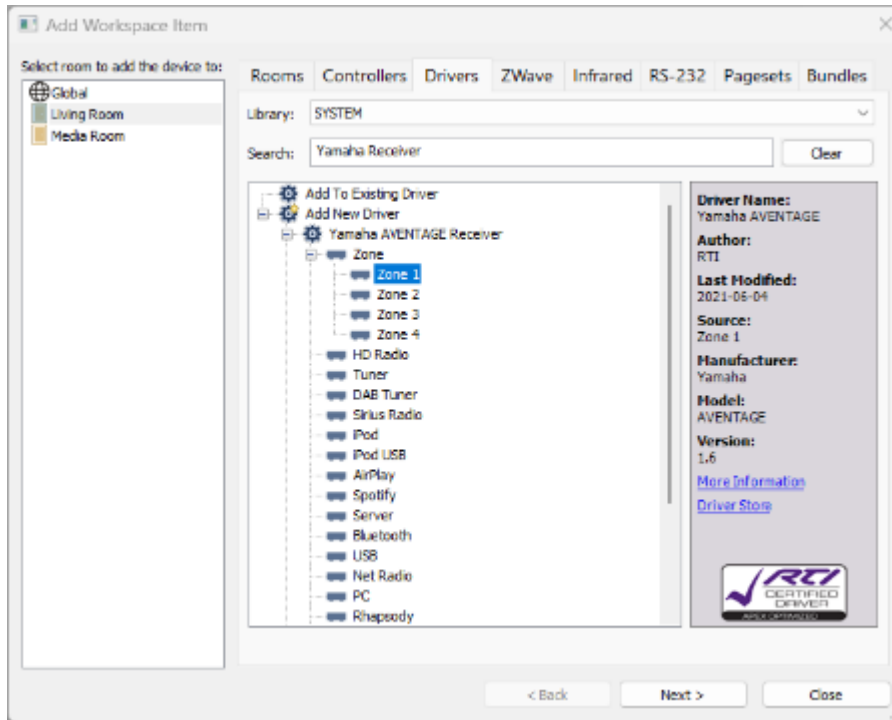 Add Workspace Item
Select room to add the device to:
Global
Living Room
Media Room
Rooms Controllers Drivers ZWave Infrared RS-232 Pagesets Bundles
Library: SYSTEM
Search: Yamaha Receiver Clear
Add To Existing Driver
Add New Driver
Yamaha AVENTAGE Receiver
Zone
Zone 1
Zone 2
Zone 3
Zone 4
HD Radio
Tuner
DAB Tuner
Sirius Radio
iPod
iPod USB
AirPlay
Spotify
Server
Bluetooth
USB
Net Radio
PC
Rhapsody
Driver Name:
Yamaha AVENTAGE
Author:
RTI
Last Modified:
2021-06-04
Source:
Zone 1
Manufacturer:
Yamaha
Model:
AVENTAGE
Version:
1.6
More Information
Driver Store
RTI
CERTIFIED
DRIVER
APEX OPTIMIZED
< Back Next > Close